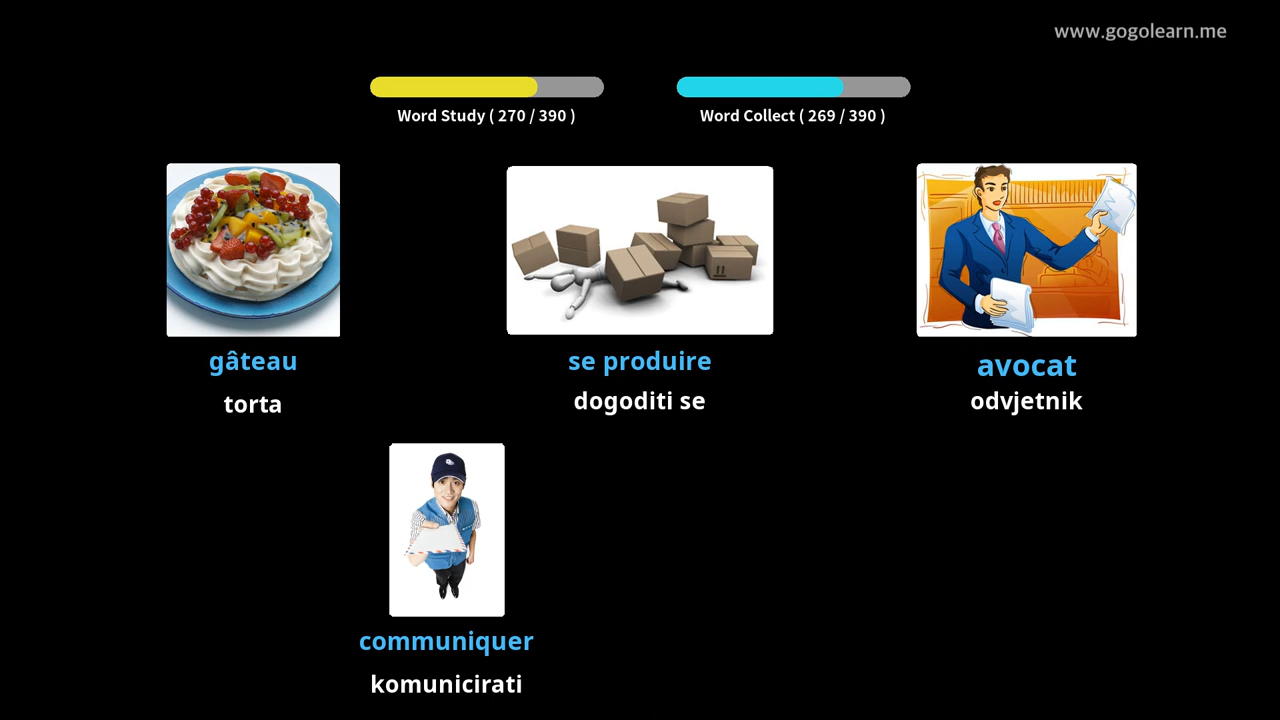 www.gogolearn.me
Word Study ( 270 / 390 )
Word Collect ( 269 / 390 )
gâteau
torta
se produire
dogoditi se
avocat
odvjetnik
communiquer
komunicirati